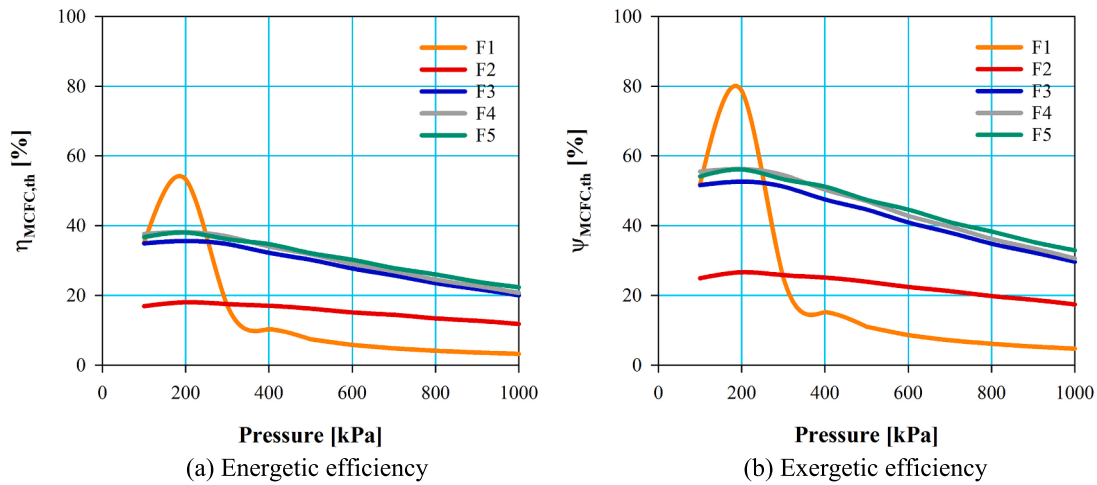 100
80
60
40
20
0
η_MCFC,th [%]
F1
F2
F3
F4
F5
0 200 400 600 800 1000
Pressure [kPa]
(a) Energetic efficiency
100
80
60
40
20
0
ψ_MCFC,th [%]
F1
F2
F3
F4
F5
0 200 400 600 800 1000
Pressure [kPa]
(b) Exergetic efficiency